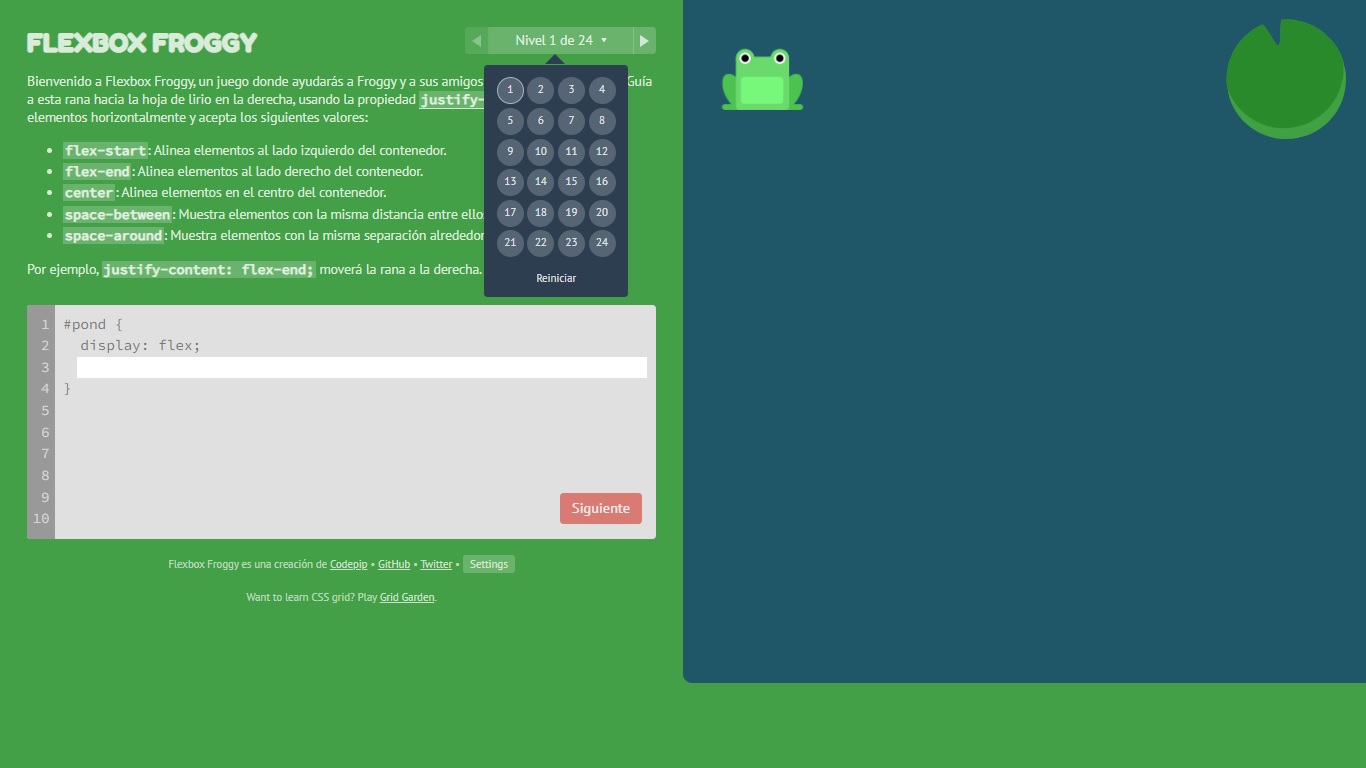 FLEXBOX FROGGY
Nivel 1 de 24
Bienvenido a Flexbox Froggy, un juego donde ayudarás a Froggy y a sus amigos Guía
a esta rana hacia la hoja de lirio en la derecha, usando la propiedad justify-
elementos horizontalmente y acepta los siguientes valores:
flex-start: Alinea elementos al lado izquierdo del contenedor.
flex-end: Alinea elementos al lado derecho del contenedor.
center: Alinea elementos en el centro del contenedor.
space-between: Muestra elementos con la misma distancia entre ellos
space-around: Muestra elementos con la misma separación alrededor
Por ejemplo, justify-content: flex-end; moverá la rana a la derecha.
1 2 3 4
5 6 7 8
9 10 11 12
13 14 15 16
17 18 19 20
21 22 23 24
Reiniciar
1 #pond {
2 display: flex;
3
4 }
5
6
7
8
9
10
Siguiente
Flexbox Froggy es una creación de Codepip • GitHub • Twitter • Settings
Want to learn CSS grid? Play Grid Garden.